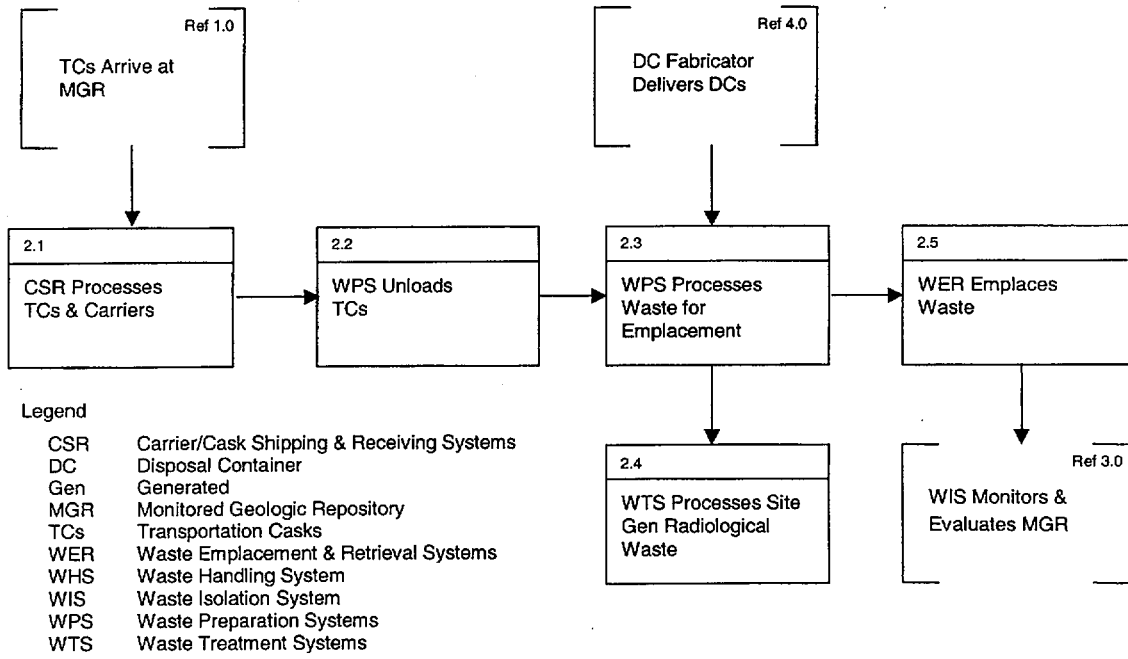 Ref 1.0
TCs Arrive at
MGR
Ref 4.0
DC Fabricator
Delivers DCs
2.1
CSR Processes
TCs & Carriers
2.2
WPS Unloads
TCs
2.3
WPS Processes
Waste for
Emplacement
2.5
WER Emplaces
Waste
2.4
WTS Processes Site
Gen Radiological
Waste
Ref 3.0
WIS Monitors &
Evaluates MGR
Legend
CSR Carrier/Cask Shipping & Receiving Systems
DC Disposal Container
Gen Generated
MGR Monitored Geologic Repository
TCs Transportation Casks
WER Waste Emplacement & Retrieval Systems
WHS Waste Handling System
WIS Waste Isolation System
WPS Waste Preparation Systems
WTS Waste Treatment Systems